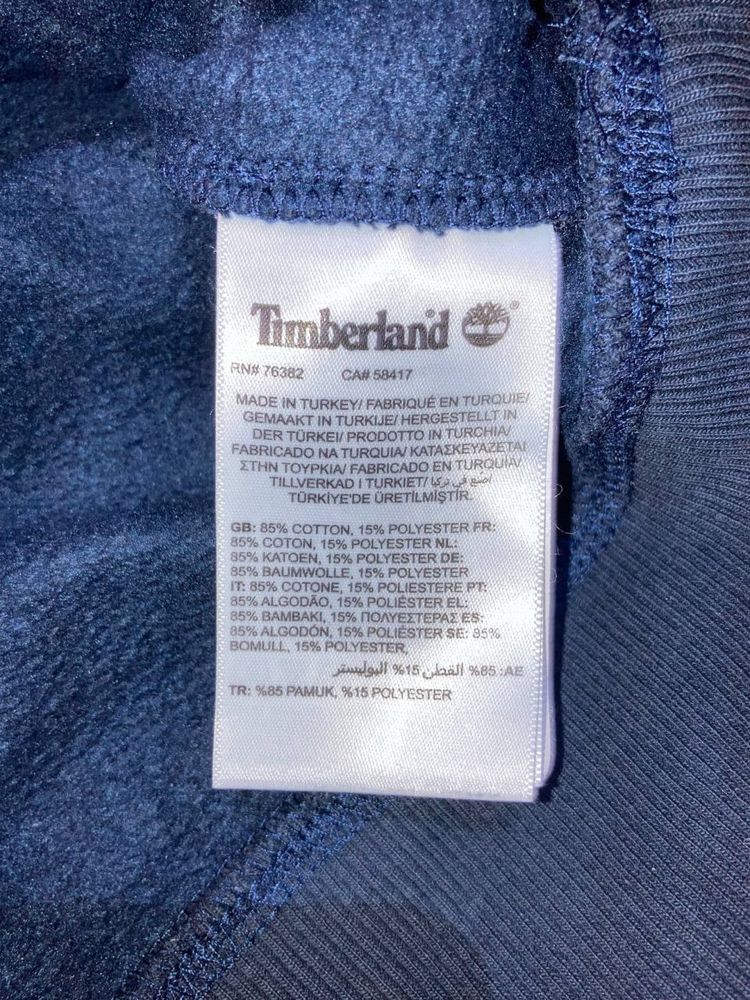 Timberland ®
RN# 76382 CA# 58417
MADE IN TURKEY/ FABRIQUÉ EN TURQUIE/
GEMAAKT IN TURKIJE/ HERGESTELLT IN
DER TÜRKEI/ PRODOTTO IN TURCHIA/
FABRICADO NA TURQUIA/ ΚΑΤΑΣΚΕΥΑΖΕΤΑΙ
ΣΤΗΝ ΤΟΥΡΚΙΑ/ FABRICADO EN TURQUÍA/
TILLVERKAD I TURKIET/ اصنع في تركيا/
TÜRKİYE'DE ÜRETİLMİŞTİR.
GB: 85% COTTON, 15% POLYESTER FR:
85% COTON, 15% POLYESTER NL:
85% KATOEN, 15% POLYESTER DE:
85% BAUMWOLLE, 15% POLYESTER
IT: 85% COTONE, 15% POLIESTERE PT:
85% ALGODÃO, 15% POLIÉSTER EL:
85% ΒΑΜΒΑΚΙ, 15% ΠΟΛΥΕΣΤΕΡΑΣ ES:
85% ALGODÓN, 15% POLIÉSTER SE: 85%
BOMULL, 15% POLYESTER,
AE: 85% القطن, 15% البوليستر
TR: %85 PAMUK, %15 POLYESTER